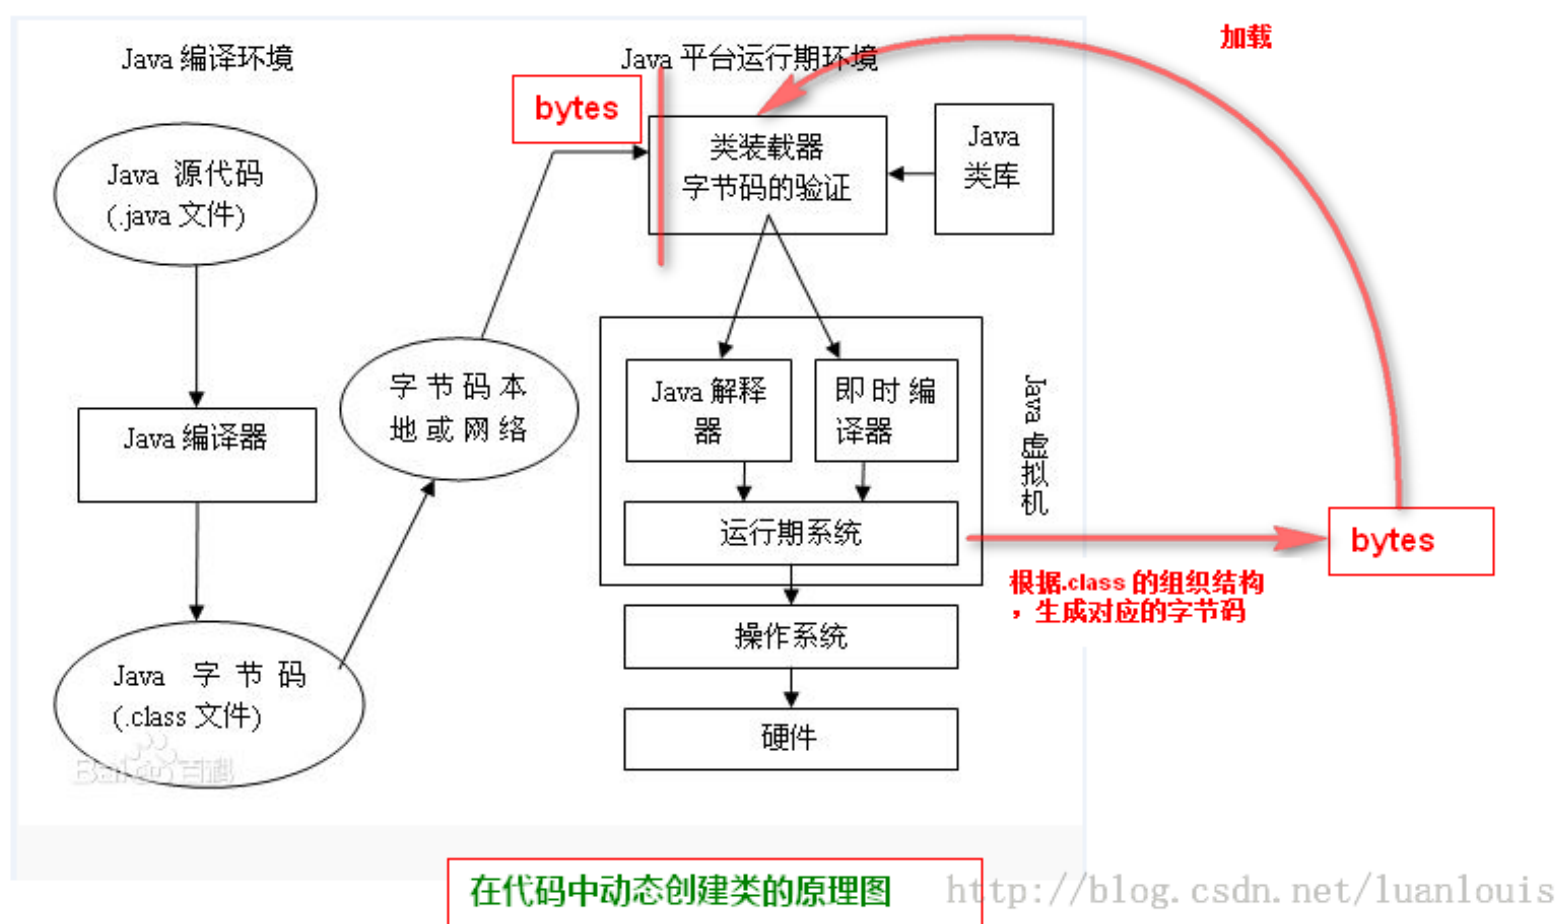 Java 编译环境
Java 平台运行期环境
加载
bytes
Java 源代码
(.java 文件)
类装载器
字节码的验证
Java
类库
字 节 码 本
地 或 网 络
Java 编译器
Java 解释
器
即 时 编
译器
Java 虚拟机
运行期系统
bytes
根据.class 的组织结构
，生成对应的字节码
操作系统
Java 字 节 码
(.class 文件)
硬件
Bai 百科
在代码中动态创建类的原理图
http://blog.csdn.net/luanlouis